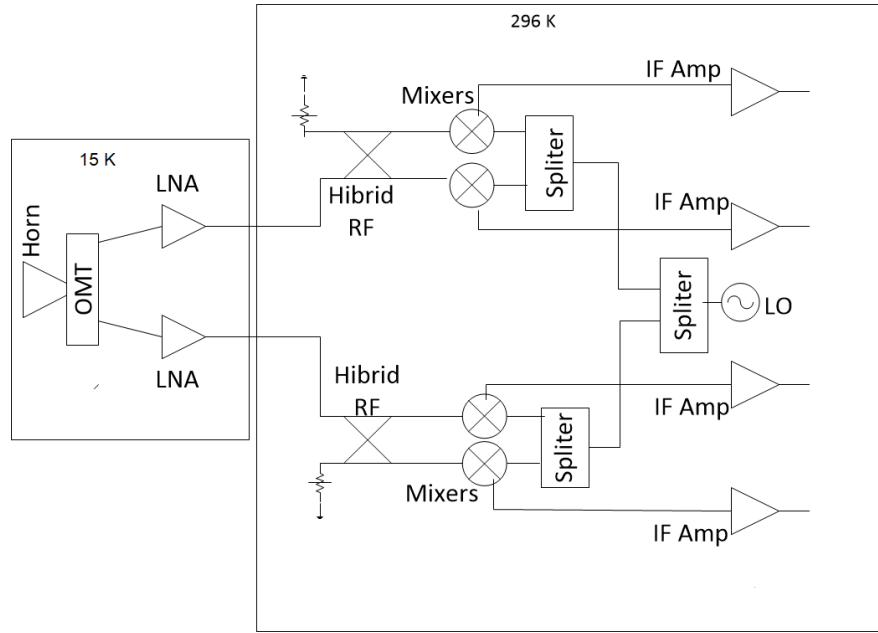 296 K
IF Amp
Mixers
15 K
Spliter
LNA
Hibrid
RF
IF Amp
Horn
OMT
Spliter
LO
LNA
Hibrid
RF
IF Amp
Spliter
Mixers
IF Amp